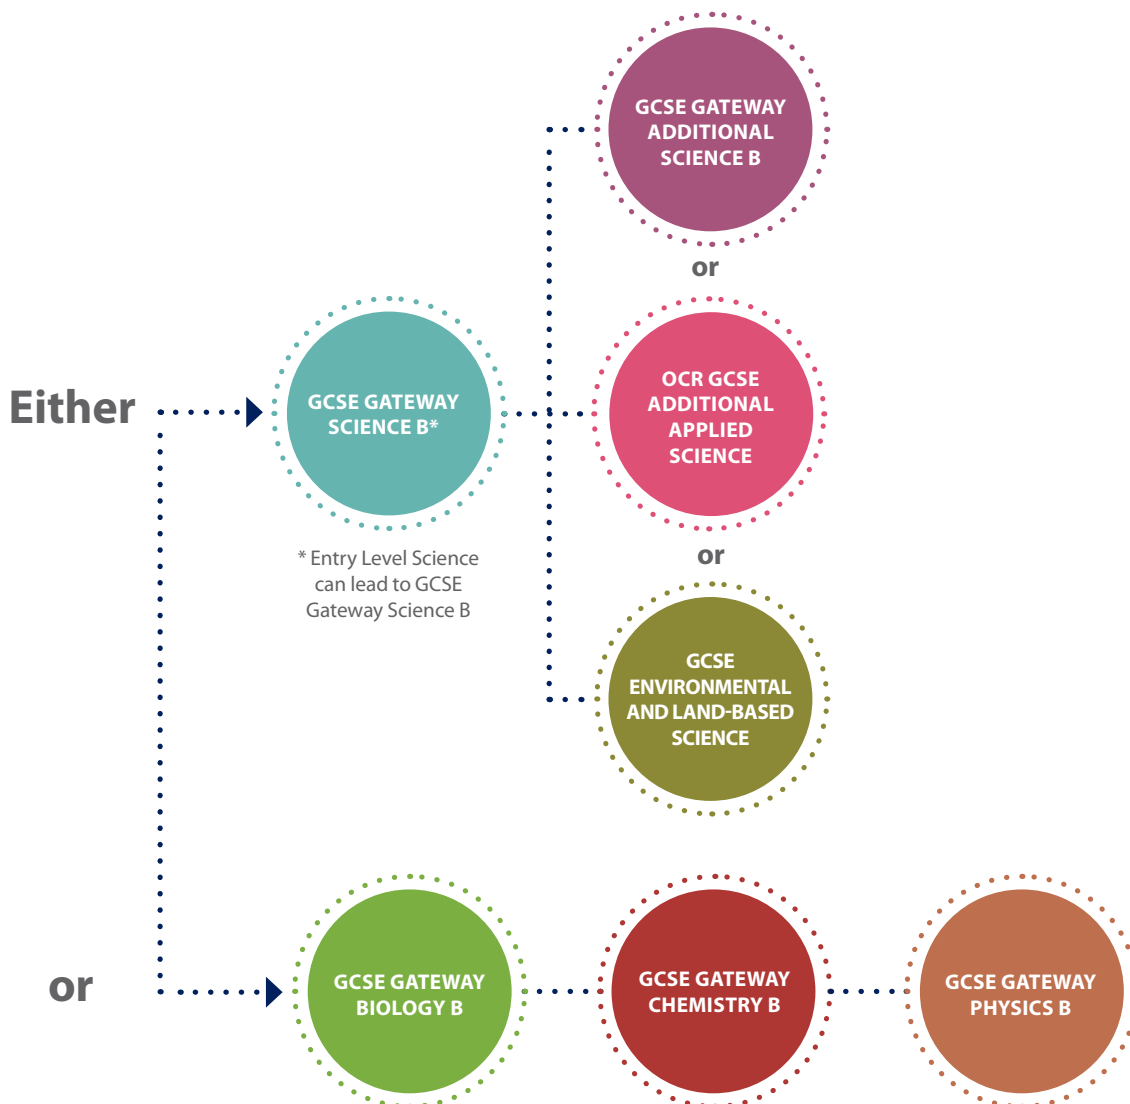 GCSE GATEWAY
ADDITIONAL
SCIENCE B
or
Either
GCSE GATEWAY
SCIENCE B*
OCR GCSE
ADDITIONAL
APPLIED
SCIENCE
* Entry Level Science
can lead to GCSE
Gateway Science B
or
GCSE
ENVIRONMENTAL
AND LAND-BASED
SCIENCE
or
GCSE GATEWAY
BIOLOGY B
GCSE GATEWAY
CHEMISTRY B
GCSE GATEWAY
PHYSICS B